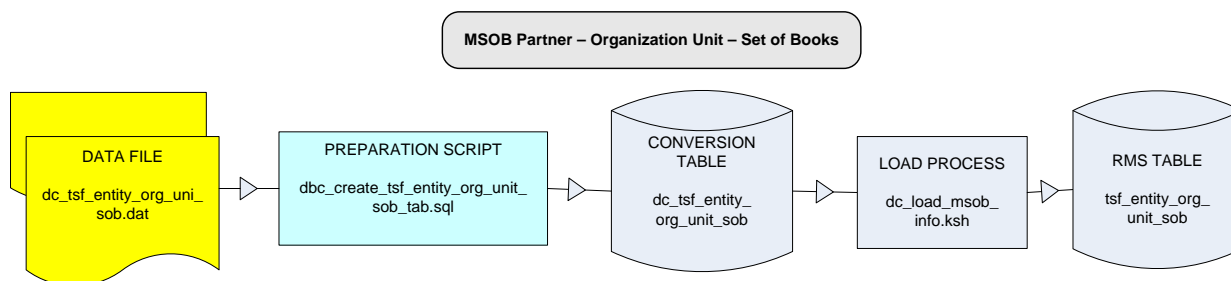 MSOB Partner – Organization Unit – Set of Books
DATA FILE
dc_tsf_entity_org_uni_
sob.dat
PREPARATION SCRIPT
dbc_create_tsf_entity_org_unit_
sob_tab.sql
CONVERSION
TABLE
dc_tsf_entity_
org_unit_sob
LOAD PROCESS
dc_load_msob_
info.ksh
RMS TABLE
tsf_entity_org_
unit_sob